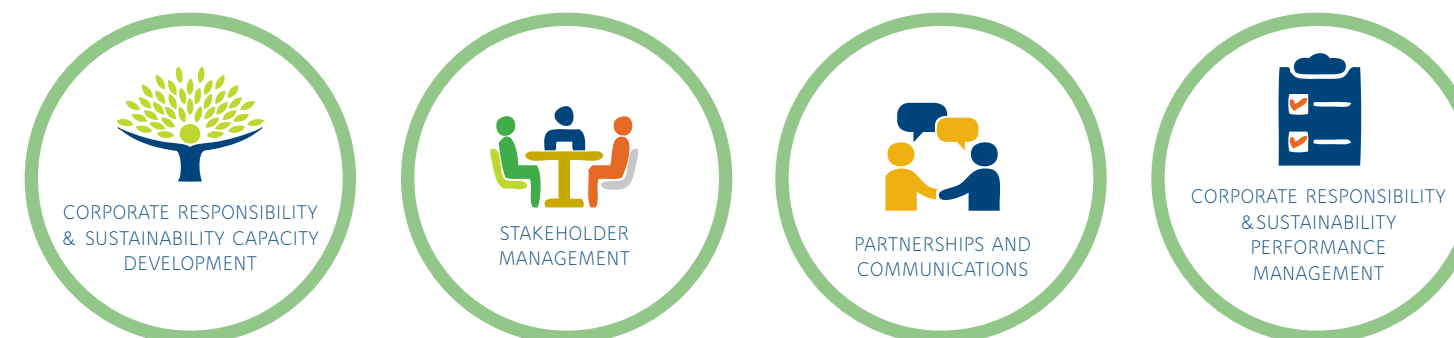 CORPORATE RESPONSIBILITY
& SUSTAINABILITY CAPACITY
DEVELOPMENT
STAKEHOLDER
MANAGEMENT
PARTNERSHIPS AND
COMMUNICATIONS
CORPORATE RESPONSIBILITY
&SUSTAINABILITY
PERFORMANCE
MANAGEMENT